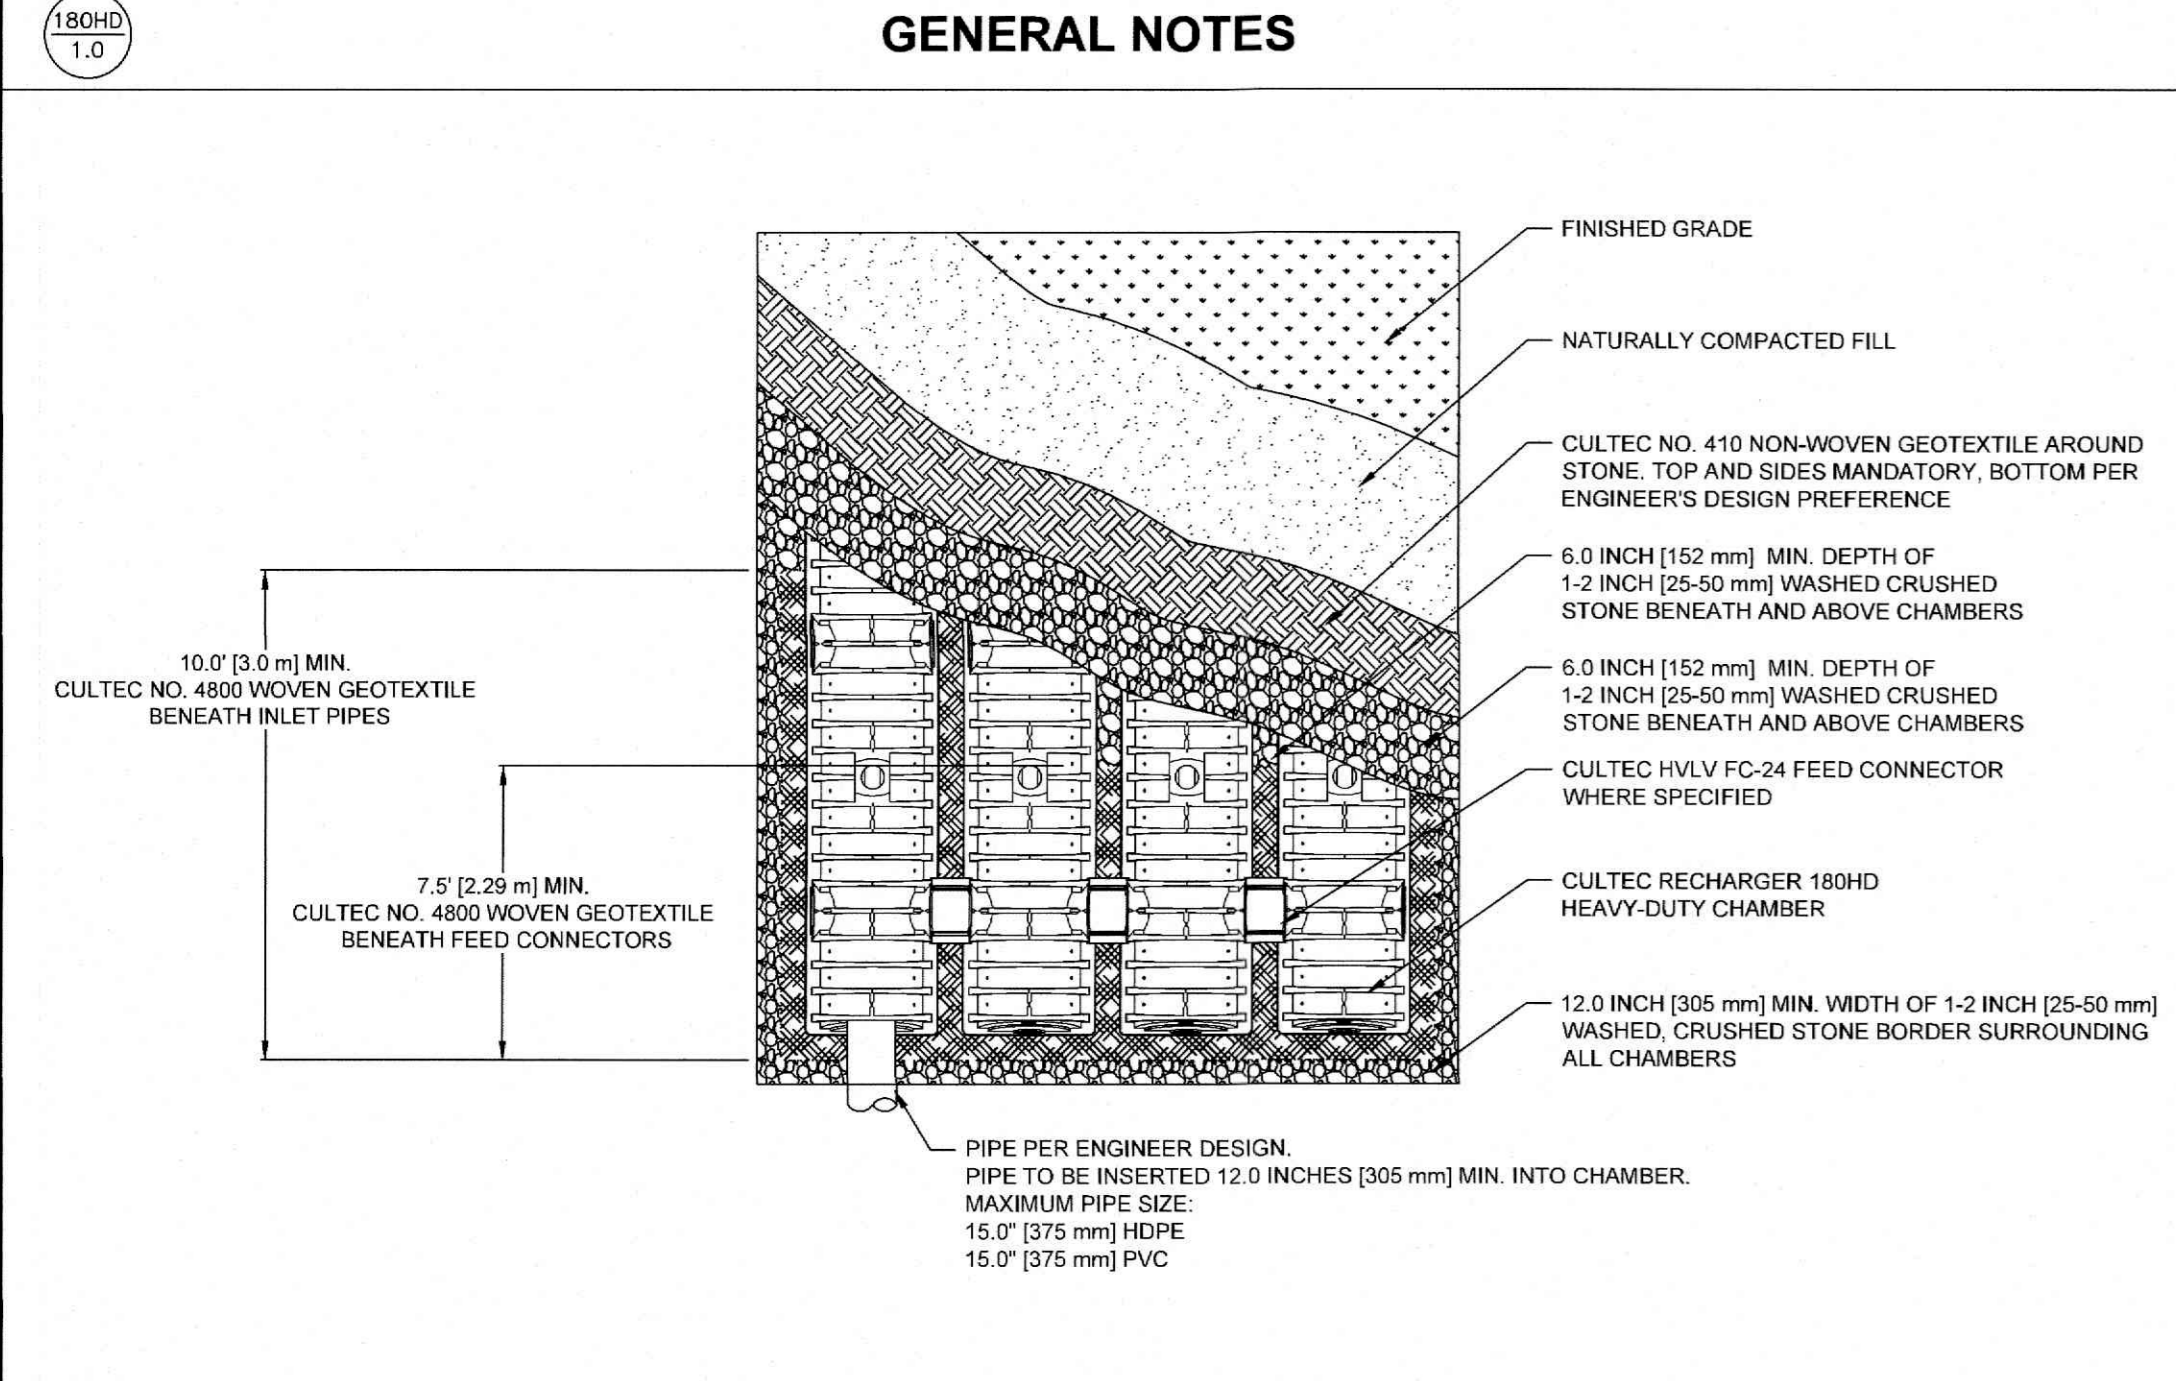 180HD
1.0
GENERAL NOTES
FINISHED GRADE
NATURALLY COMPACTED FILL
CULTEC NO. 410 NON-WOVEN GEOTEXTILE AROUND
STONE. TOP AND SIDES MANDATORY, BOTTOM PER
ENGINEER'S DESIGN PREFERENCE
6.0 INCH [152 mm] MIN. DEPTH OF
1-2 INCH [25-50 mm] WASHED CRUSHED
STONE BENEATH AND ABOVE CHAMBERS
6.0 INCH [152 mm] MIN. DEPTH OF
1-2 INCH [25-50 mm] WASHED CRUSHED
STONE BENEATH AND ABOVE CHAMBERS
CULTEC HVLV FC-24 FEED CONNECTOR
WHERE SPECIFIED
CULTEC RECHARGER 180HD
HEAVY-DUTY CHAMBER
12.0 INCH [305 mm] MIN. WIDTH OF 1-2 INCH [25-50 mm]
WASHED, CRUSHED STONE BORDER SURROUNDING
ALL CHAMBERS
10.0' [3.0 m] MIN.
CULTEC NO. 4800 WOVEN GEOTEXTILE
BENEATH INLET PIPES
7.5' [2.29 m] MIN.
CULTEC NO. 4800 WOVEN GEOTEXTILE
BENEATH FEED CONNECTORS
PIPE PER ENGINEER DESIGN.
PIPE TO BE INSERTED 12.0 INCHES [305 mm] MIN. INTO CHAMBER.
MAXIMUM PIPE SIZE:
15.0" [375 mm] HDPE
15.0" [375 mm] PVC